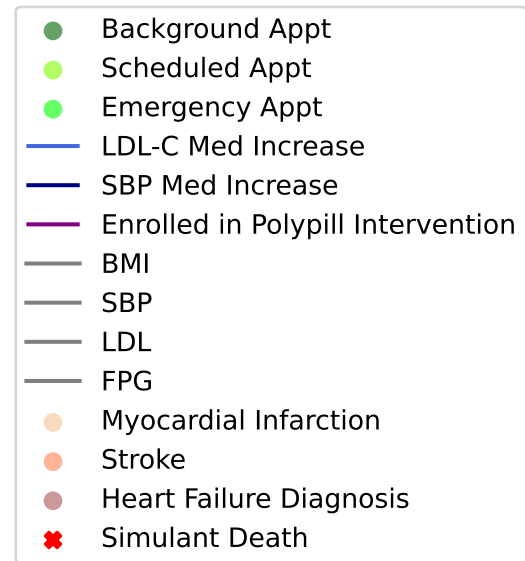 Background Appt
Scheduled Appt
Emergency Appt
LDL-C Med Increase
SBP Med Increase
Enrolled in Polypill Intervention
BMI
SBP
LDL
FPG
Myocardial Infarction
Stroke
Heart Failure Diagnosis
Simulant Death